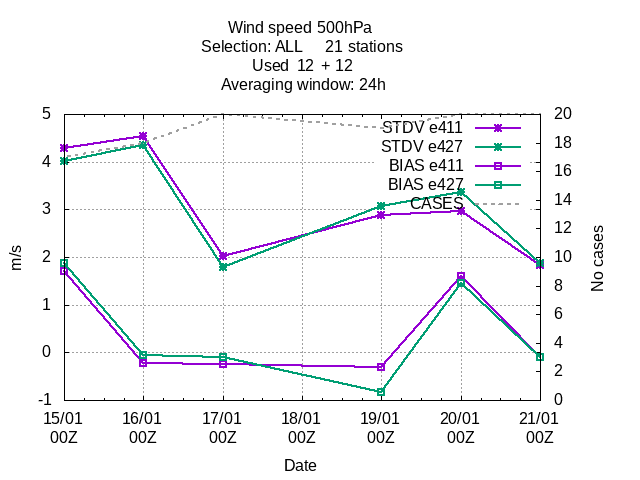 Wind speed 500hPa
Selection: ALL 21 stations
Used 12 + 12
Averaging window: 24h
5
4
3
2
1
0
-1
20
18
16
14
12
10
8
6
4
2
0
STDV e411
STDV e427
BIAS e411
BIAS e427
CASES
m/s
No cases
15/01 16/01 17/01 18/01 19/01 20/01 21/01
00Z 00Z 00Z 00Z 00Z 00Z 00Z
Date